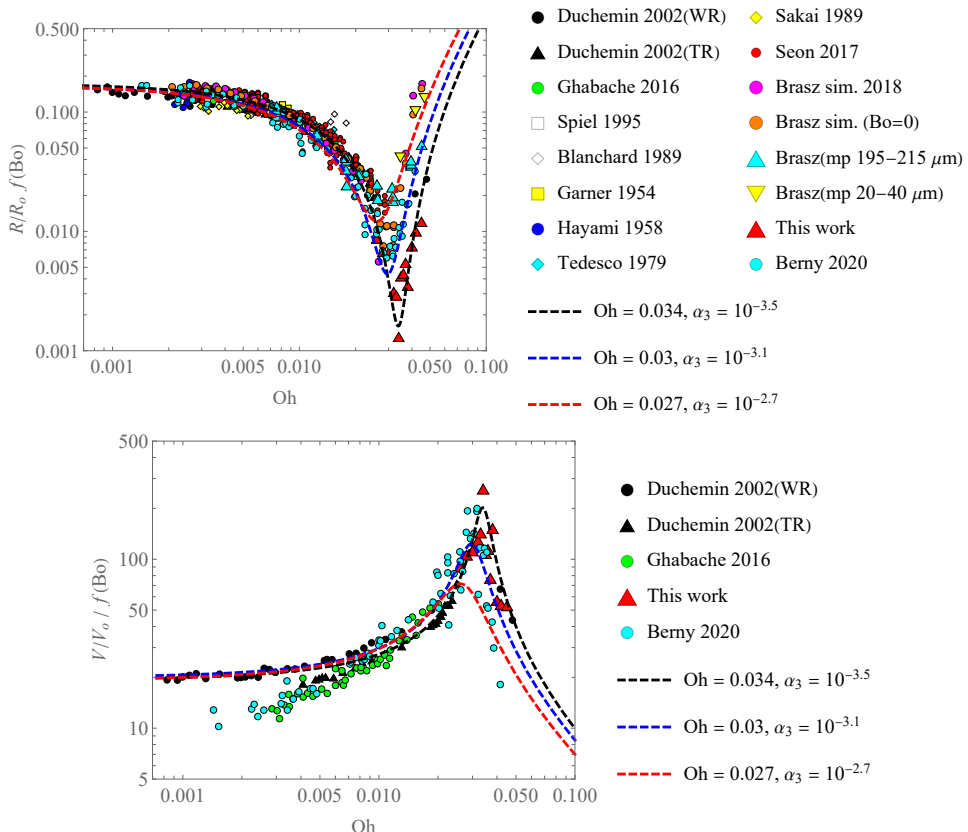 0.500
0.100
0.050
0.010
0.005
0.001
R/Rₒ f(Bo)
0.001 0.005 0.010 0.050 0.100
Oh
Duchemin 2002(WR)
Duchemin 2002(TR)
Ghabache 2016
Spiel 1995
Blanchard 1989
Garner 1954
Hayami 1958
Tedesco 1979
Sakai 1989
Seon 2017
Brasz sim. 2018
Brasz sim. (Bo=0)
Brasz(mp 195−215 μm)
Brasz(mp 20−40 μm)
This work
Berny 2020
Oh = 0.034, α₃ = 10^−3.5
Oh = 0.03, α₃ = 10^−3.1
Oh = 0.027, α₃ = 10^−2.7
500
100
50
10
5
V/Vₒ / f(Bo)
0.001 0.005 0.010 0.050 0.100
Oh
Duchemin 2002(WR)
Duchemin 2002(TR)
Ghabache 2016
This work
Berny 2020
Oh = 0.034, α₃ = 10^−3.5
Oh = 0.03, α₃ = 10^−3.1
Oh = 0.027, α₃ = 10^−2.7